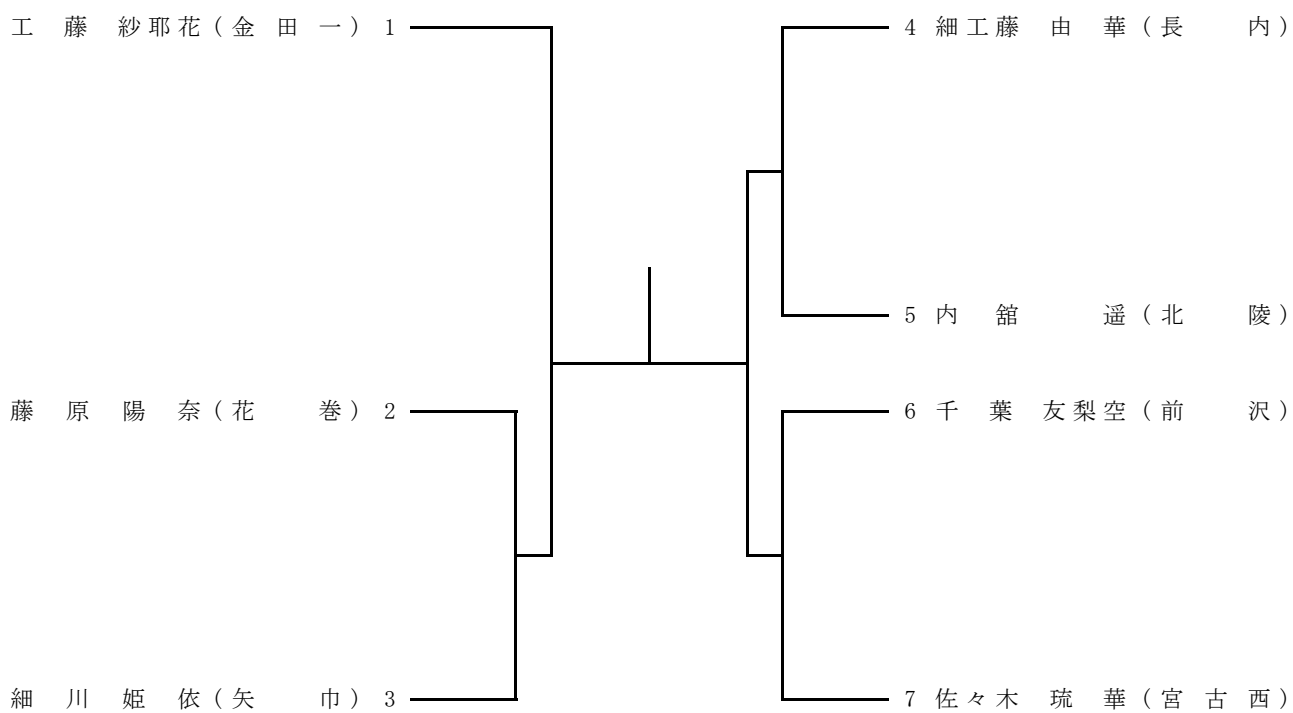 工藤紗耶花(金田一) 1
藤原陽奈(花巻) 2
細川姫依(矢巾) 3
4 細工藤由華(長内)
5 内舘遥(北陵)
6 千葉友梨空(前沢)
7 佐々木琉華(宮古西)